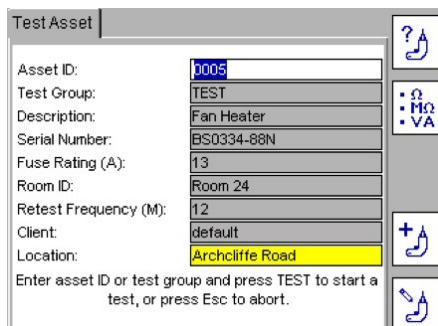 Test Asset
Asset ID: 0005
Test Group: TEST
Description: Fan Heater
Serial Number: BS0334-88N
Fuse Rating (A): 13
Room ID: Room 24
Retest Frequency (M): 12
Client: default
Location: Archcliffe Road
Enter asset ID or test group and press TEST to start a
test, or press Esc to abort.
?
Ω
MΩ
VA
+